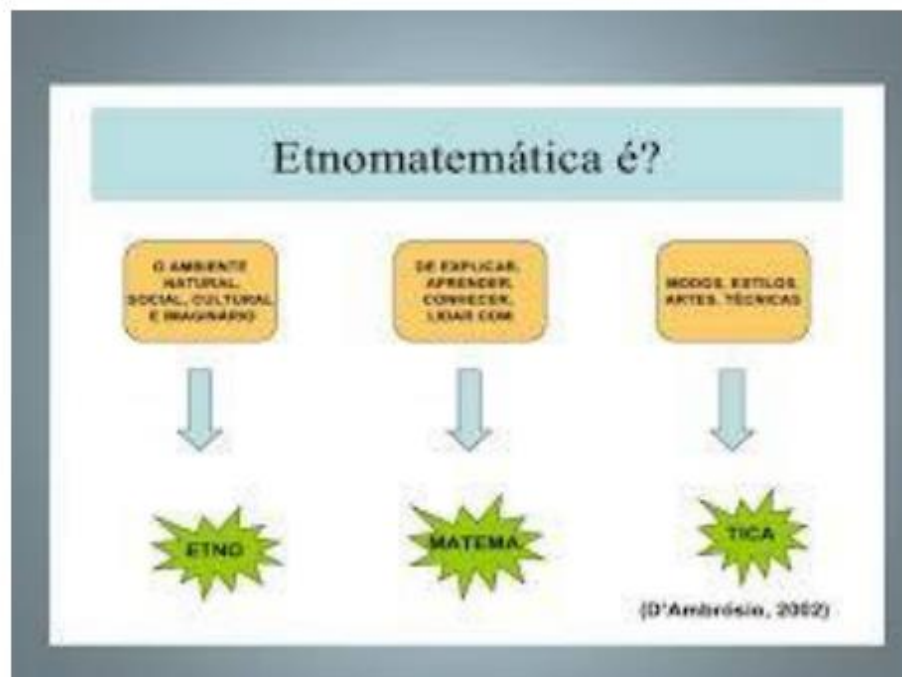 Etnomatemática é?
O AMBIENTE
NATURAL,
SOCIAL, CULTURAL
E IMAGINÁRIO
DE EXPLICAR,
APRENDER,
CONHECER,
LIDAR COM
MODOS, ESTILOS,
ARTES, TÉCNICAS
ETNO
MATEMA
TICA
(D'Ambrósio, 2002)